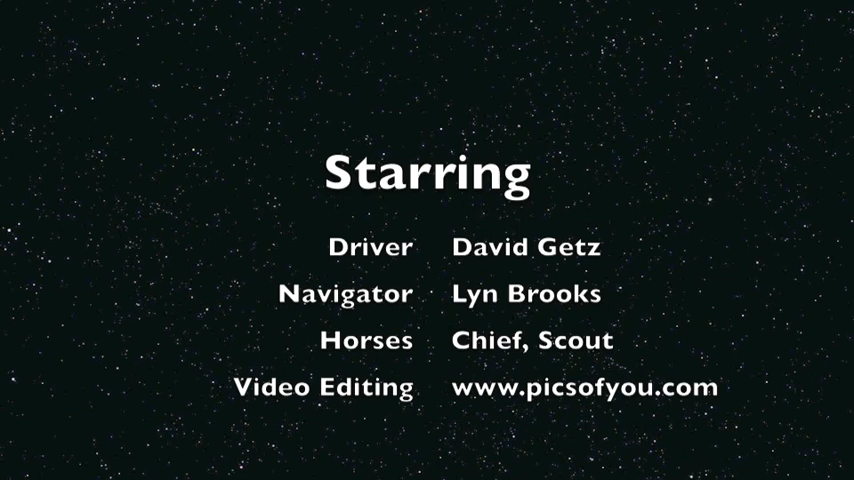 Starring
Driver David Getz
Navigator Lyn Brooks
Horses Chief, Scout
Video Editing www.picsofyou.com